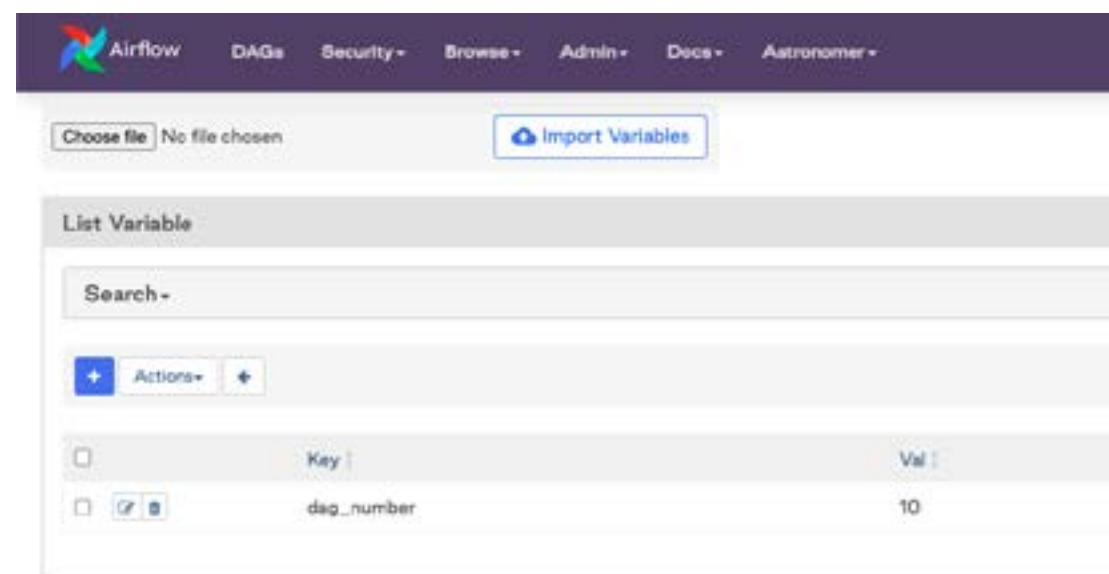 Airflow DAGs Security Browse Admin Docs Astronomer
Choose file No file chosen Import Variables
List Variable
Search
+ Actions
Key Val
dag_number 10